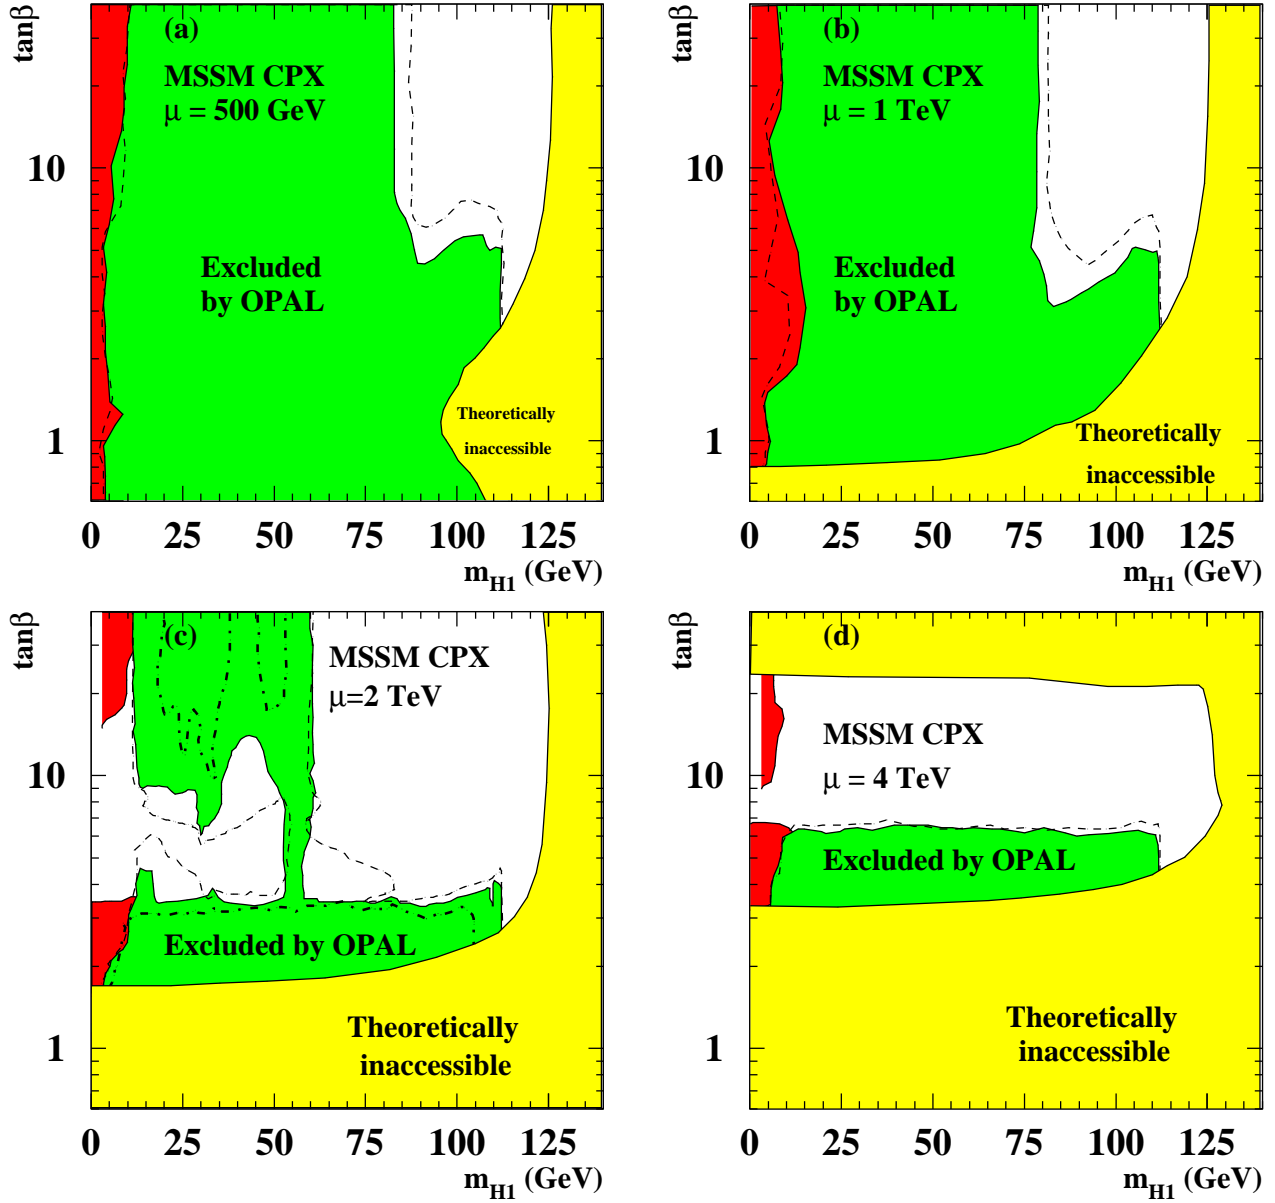 tanβ
(a)
MSSM CPX
μ = 500 GeV
10
Excluded
by OPAL
Theoretically
inaccessible
1
0 25 50 75 100 125
m_H1 (GeV)
tanβ
(b)
MSSM CPX
μ = 1 TeV
10
Excluded
by OPAL
Theoretically
inaccessible
1
0 25 50 75 100 125
m_H1 (GeV)
tanβ
(c)
MSSM CPX
μ=2 TeV
10
Excluded by OPAL
Theoretically
inaccessible
1
0 25 50 75 100 125
m_H1 (GeV)
tanβ
(d)
MSSM CPX
μ = 4 TeV
10
Excluded by OPAL
Theoretically
inaccessible
1
0 25 50 75 100 125
m_H1 (GeV)